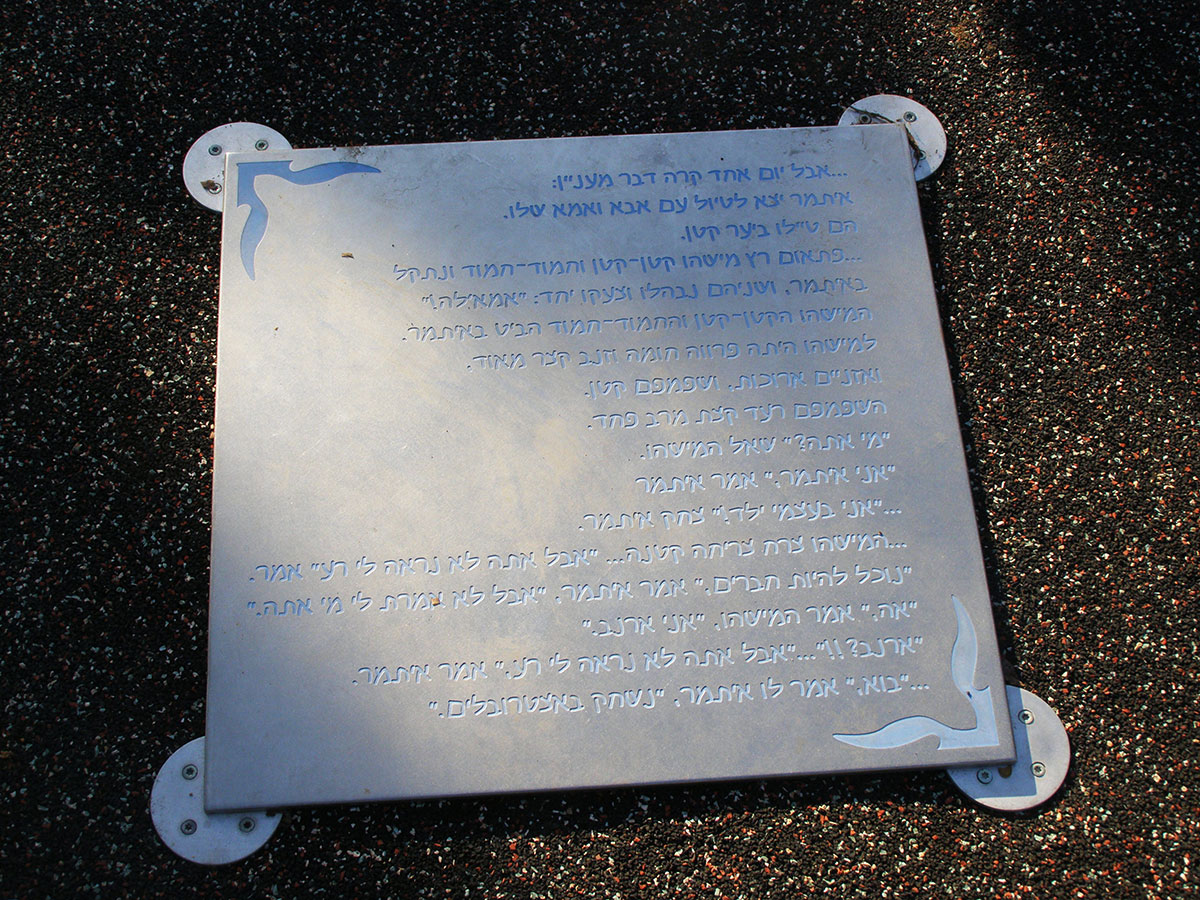 ...אבל יום אחד קרה דבר מעניין:
איתמר יצא לטיול עם אבא ואמא שלו.
הם טיילו ביער קטן.
...פתאום רץ מישהו קטן-קטן וחמוד-חמוד ונתקל
באיתמר, ושניהם נבהלו וצעקו יחד: "אמא'לה!"
המישהו הקטן-קטן והחמוד-חמוד הביט באיתמר.
למישהו היתה פרווה חומה וזנב קצר מאוד,
ואזניים ארוכות, ושפמפם קטן.
השפמפם רעד קצת מרב פחד.
"מי אתה?" שאל המישהו.
"אני איתמר," אמר איתמר
..."אני בעצמי ילד!" צחק איתמר.
...המישהו צרח צריחה קטנה... "אבל אתה לא נראה לי רע" אמר.
"נוכל להיות חברים," אמר איתמר, "אבל לא אמרת לי מי אתה."
"אה," אמר המישהו, "אני ארנב."
"ארנב?!!"..."אבל אתה לא נראה לי רע," אמר איתמר.
..."בוא," אמר לו איתמר, "נשחק באצטרובלים."